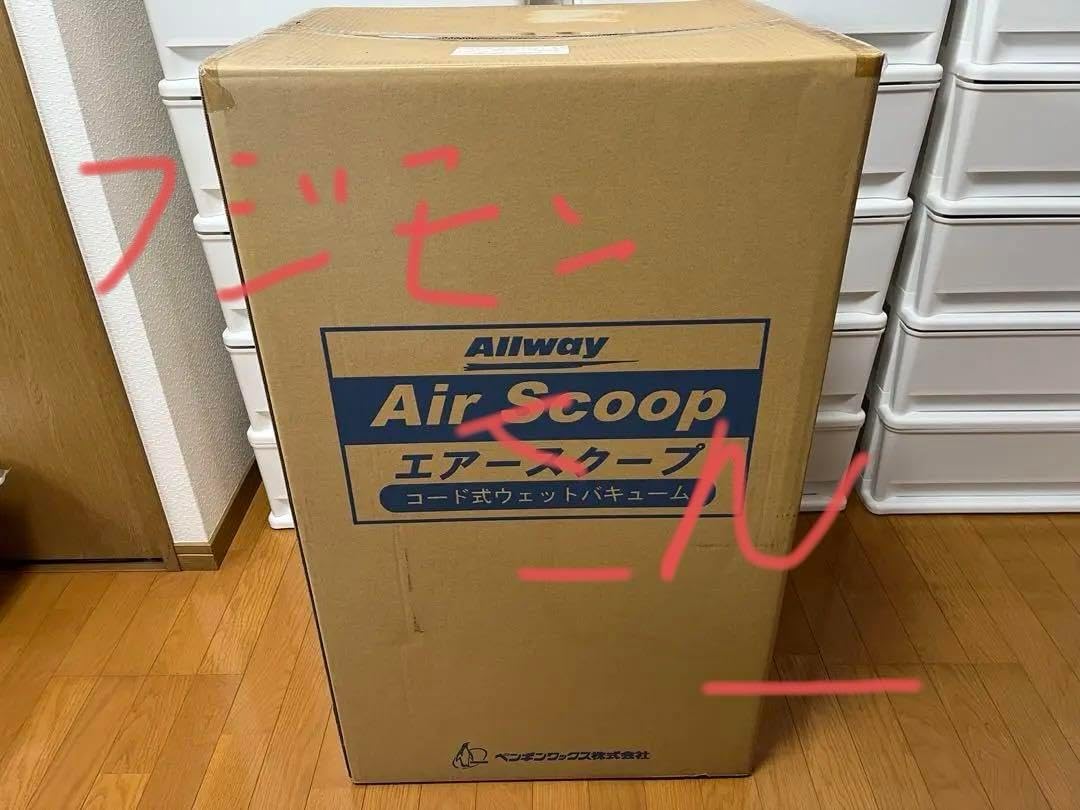 フジモン
さん
Allway
Air Scoop
エアースクープ
コード式ウェットバキューム
ペンギンワックス株式会社